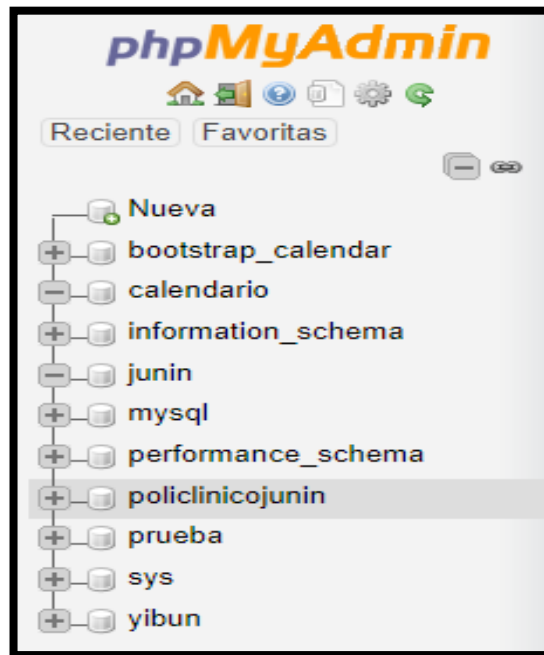 phpMyAdmin
Reciente Favoritas
Nueva
bootstrap_calendar
calendario
information_schema
junin
mysql
performance_schema
policlinicojunin
prueba
sys
yibun